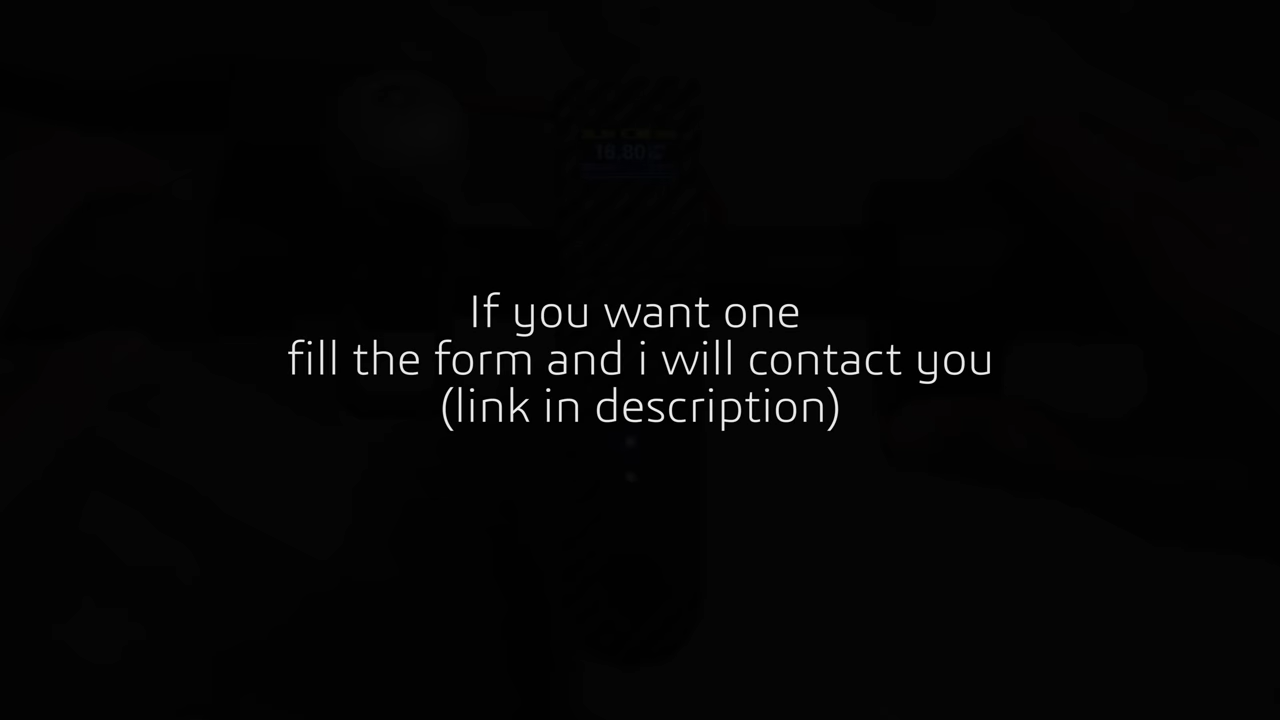 If you want one
fill the form and i will contact you
(link in description)